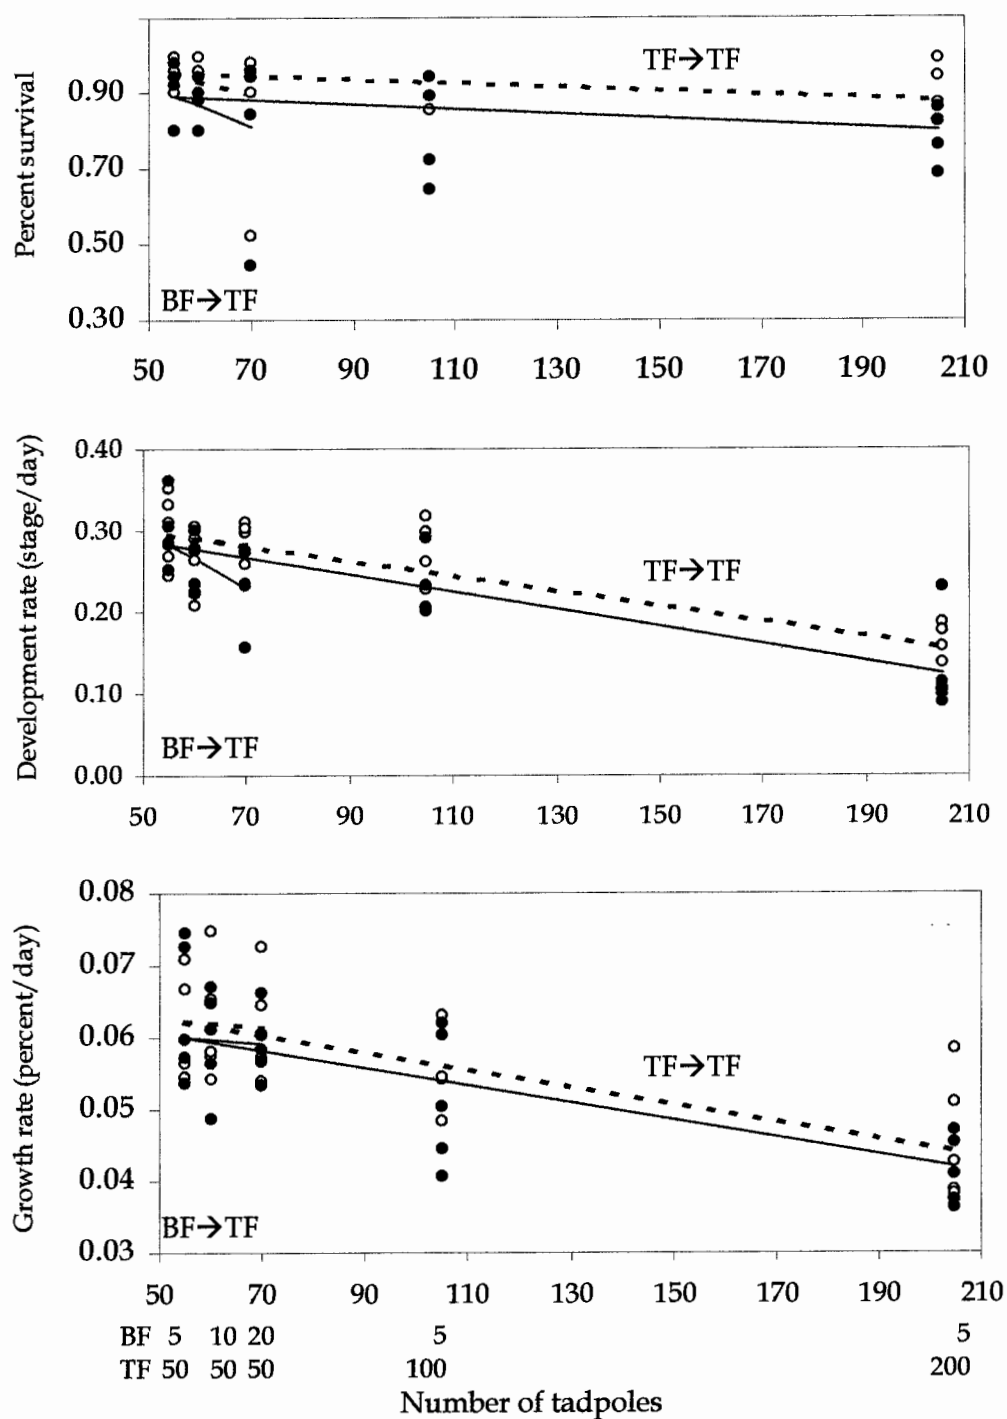 Percent survival
0.90
0.70
0.50
0.30
TF→TF
BF→TF
50 70 90 110 130 150 170 190 210
Development rate (stage/day)
0.40
0.30
0.20
0.10
0.00
TF→TF
BF→TF
50 70 90 110 130 150 170 190 210
Growth rate (percent/day)
0.08
0.07
0.06
0.05
0.04
0.03
TF→TF
BF→TF
50 70 90 110 130 150 170 190 210
BF 5 10 20 5 5
TF 50 50 50 100 200
Number of tadpoles